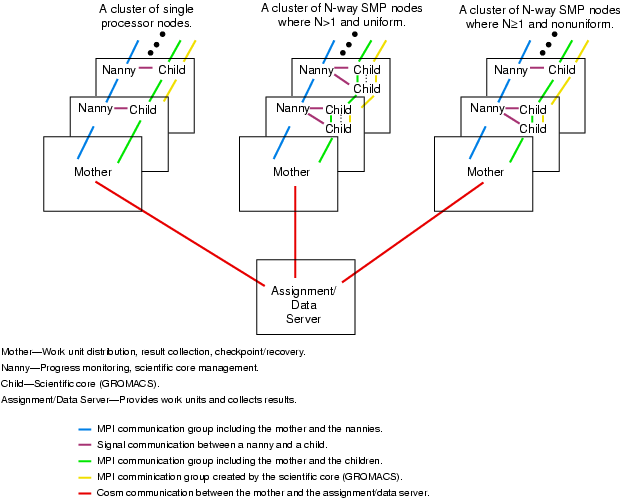 A cluster of single
processor nodes.
A cluster of N-way SMP nodes
where N>1 and uniform.
A cluster of N-way SMP nodes
where N≥1 and nonuniform.
Nanny Child
Nanny Child
Mother
Nanny Child
Child
Nanny Child
Child
Mother
Nanny Child
Nanny Child
Child
Mother
Assignment/
Data
Server
Mother—Work unit distribution, result collection, checkpoint/recovery.
Nanny—Progress monitoring, scientific core management.
Child—Scientific core (GROMACS).
Assignment/Data Server—Provides work units and collects results.
MPI communication group including the mother and the nannies.
Signal communication between a nanny and a child.
MPI communication group including the mother and the children.
MPI comminication group created by the scientific core (GROMACS).
Cosm communication between the mother and the assignment/data server.